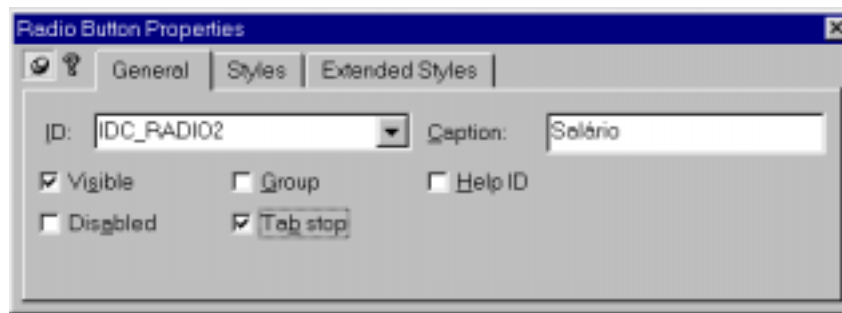 Radio Button Properties
General Styles Extended Styles
ID: IDC_RADIO2 Caption: Salário
Visible Group Help ID
Disabled Tab stop